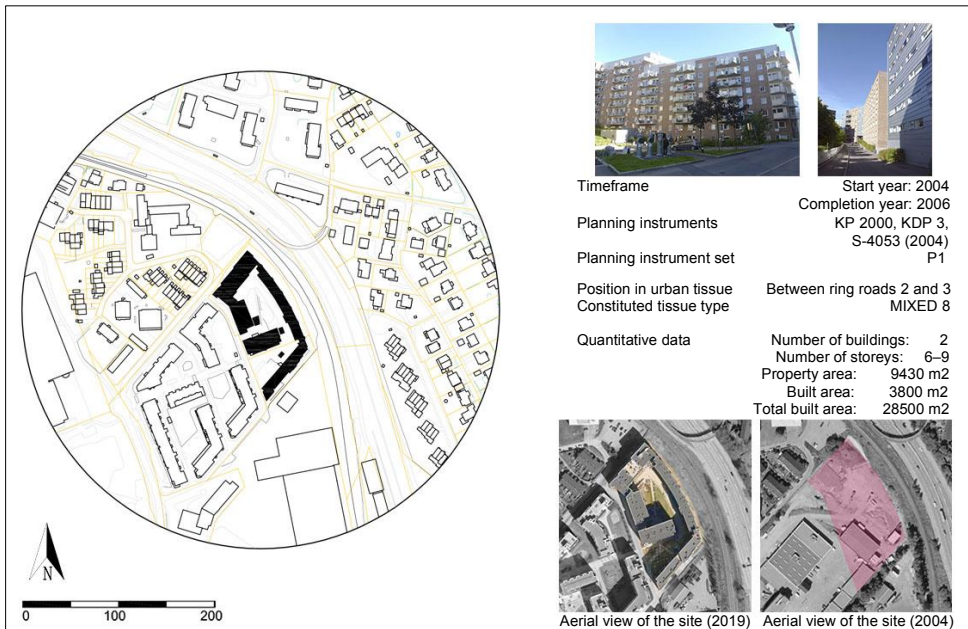 Timeframe Start year: 2004
Completion year: 2006
Planning instruments KP 2000, KDP 3,
S-4053 (2004)
Planning instrument set P1
Position in urban tissue Between ring roads 2 and 3
Constituted tissue type MIXED 8
Quantitative data Number of buildings: 2
Number of storeys: 6–9
Property area: 9430 m2
Built area: 3800 m2
Total built area: 28500 m2
N
0 100 200
Aerial view of the site (2019) Aerial view of the site (2004)